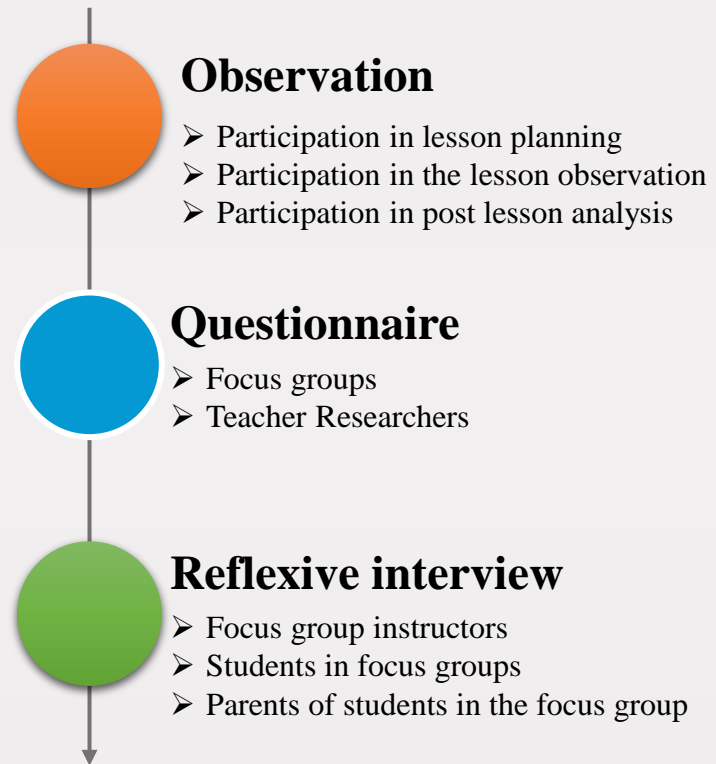 Observation
➢ Participation in lesson planning
➢ Participation in the lesson observation
➢ Participation in post lesson analysis
Questionnaire
➢ Focus groups
➢ Teacher Researchers
Reflexive interview
➢ Focus group instructors
➢ Students in focus groups
➢ Parents of students in the focus group